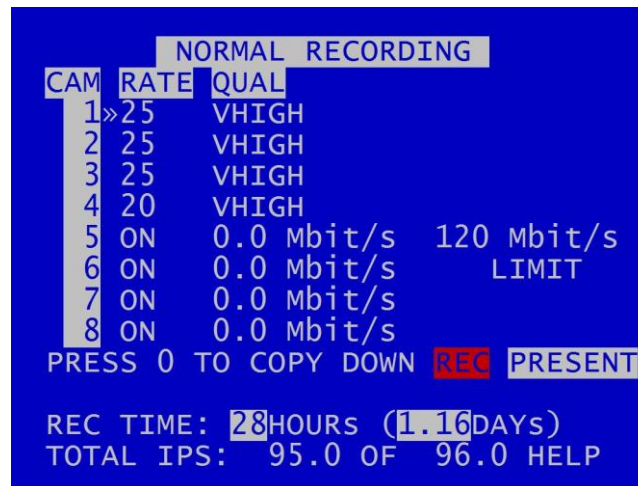 NORMAL RECORDING
CAM RATE QUAL
1»25 VHIGH
2 25 VHIGH
3 25 VHIGH
4 20 VHIGH
5 ON 0.0 Mbit/s 120 Mbit/s
6 ON 0.0 Mbit/s LIMIT
7 ON 0.0 Mbit/s
8 ON 0.0 Mbit/s
PRESS 0 TO COPY DOWN REC PRESENT
REC TIME: 28HOURS (1.16DAYS)
TOTAL IPS: 95.0 OF 96.0 HELP